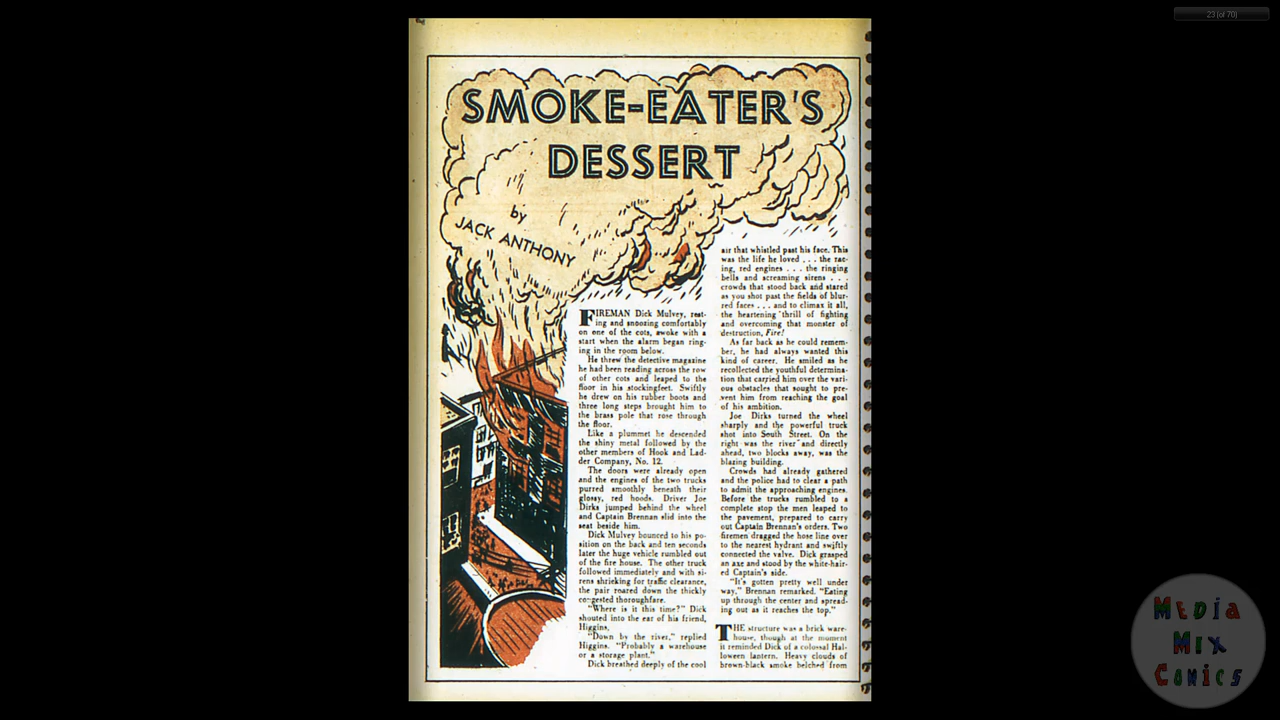 23 (of 70)
SMOKE-EATER'S
DESSERT
by
JACK ANTHONY
FIREMAN Dick Mulvey, rest-
ing and snoozing comfortably
on one of the cots, awoke with a
start when the alarm began ring-
ing in the room below.
He threw the detective magazine
he had been reading across the row
of other cots and leaped to the
floor in his stockingfeet. Swiftly
he drew on his rubber boots and
three long steps brought him to
the brass pole that rose through
the floor.
Like a plummet he descended
the shiny metal followed by the
other members of Hook and Lad-
der Company, No. 12.
The doors were already open
and the engines of the two trucks
purred smoothly beneath their
glossy, red hoods. Driver Joe
Dirks jumped behind the wheel
and Captain Brennan slid into the
seat beside him.
Dick Mulvey bounced to his po-
sition on the back and ten seconds
later the huge vehicle rumbled out
of the fire house. The other truck
followed immediately and with si-
rens shrieking for traffic clearance,
the pair roared down the thickly
congested thoroughfare.
"Where is it this time?" Dick
shouted into the ear of his friend,
Higgins.
"Down by the river," replied
Higgins. "Probably a warehouse
or a storage plant."
Dick breathed deeply of the cool
air that whistled past his face. This
was the life he loved . . . the rac-
ing, red engines . . . the ringing
bells and screaming sirens . . .
crowds that stood back and stared
as you shot past the fields of blur-
red faces . . . and to climax it all,
the heartening thrill of fighting
and overcoming that monster of
destruction, Fire!
As far back as he could remem-
ber, he had always wanted this
kind of career. He smiled as he
recollected the youthful determina-
tion that carried him over the vari-
ous obstacles that sought to pre-
vent him from reaching the goal
of his ambition.
Joe Dirks turned the wheel
sharply and the powerful truck
shot into South Street. On the
right was the river and directly
ahead, two blocks away, was the
blazing building.
Crowds had already gathered
and the police had to clear a path
to admit the approaching engines.
Before the trucks rumbled to a
complete stop the men leaped to
the pavement, prepared to carry
out Captain Brennan's orders. Two
firemen dragged the hose line over
to the nearest hydrant and swiftly
connected the valve. Dick grasped
an axe and stood by the white-hair-
ed Captain's side.
"It's gotten pretty well under
way," Brennan remarked. "Eating
up through the center and spread-
ing out as it reaches the top."
THE structure was a brick ware-
house, though at the moment
it reminded Dick of a colossal Hal-
loween lantern. Heavy clouds of
brown-black smoke belched from
MEDIA
MIX
COMICS